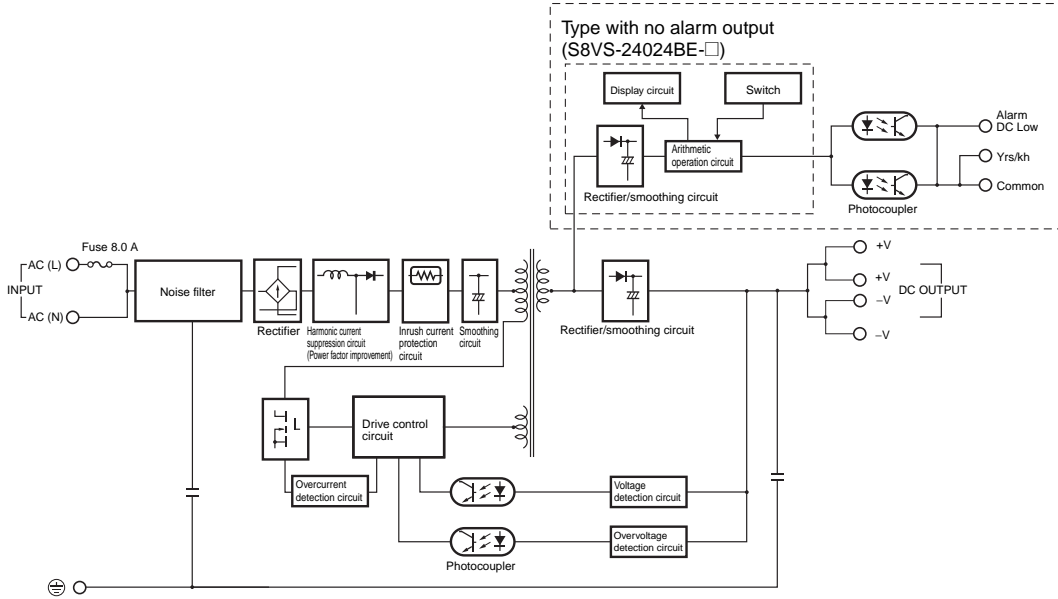 Type with no alarm output
(S8VS-24024BE-□)
Display circuit
Switch
Arithmetic
operation circuit
Rectifier/smoothing circuit
Alarm
DC Low
Yrs/kh
Common
Photocoupler
Fuse 8.0 A
AC (L)
INPUT
AC (N)
Noise filter
Rectifier
Harmonic current
suppression circuit
(Power factor improvement)
Inrush current
protection
circuit
Smoothing
circuit
Rectifier/smoothing circuit
+V
+V
DC OUTPUT
–V
–V
Drive control
circuit
Overcurrent
detection circuit
Voltage
detection circuit
Overvoltage
detection circuit
Photocoupler